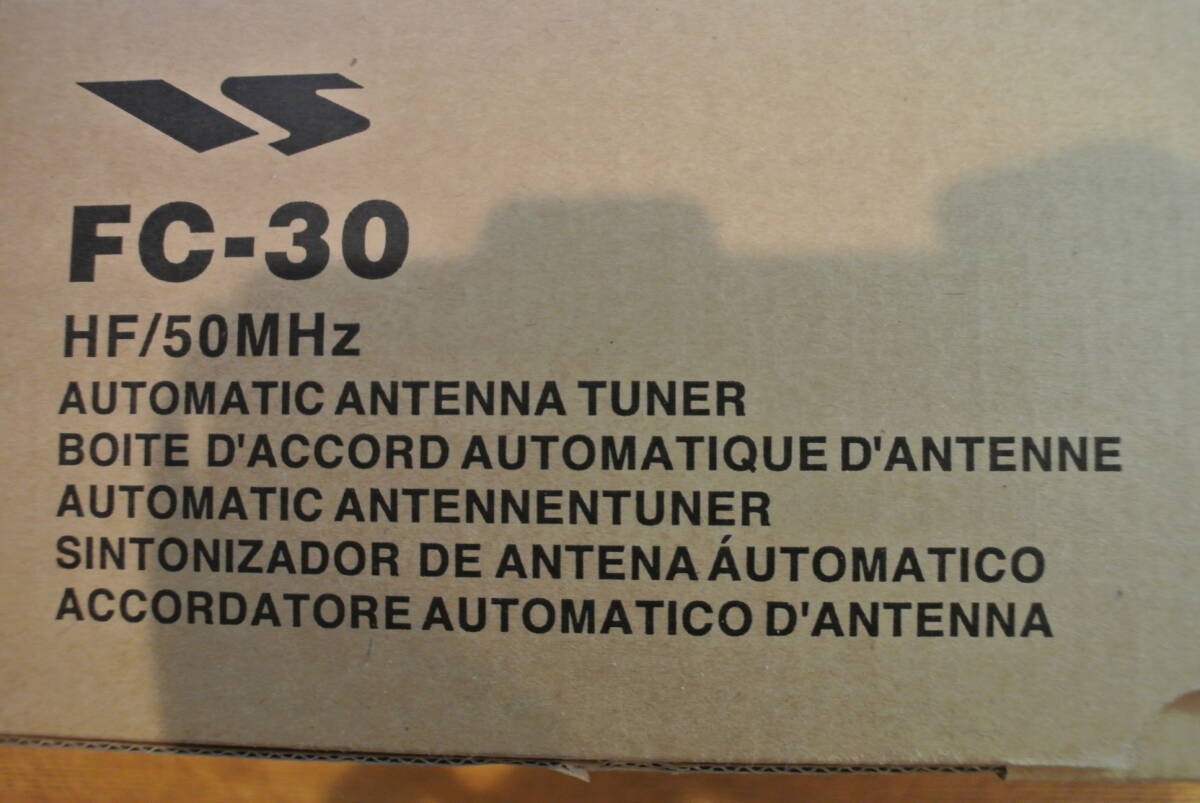 FC-30
HF/50MHz
AUTOMATIC ANTENNA TUNER
BOITE D'ACCORD AUTOMATIQUE D'ANTENNE
AUTOMATIC ANTENNENTUNER
SINTONIZADOR DE ANTENA ÁUTOMATICO
ACCORDATORE AUTOMATICO D'ANTENNA